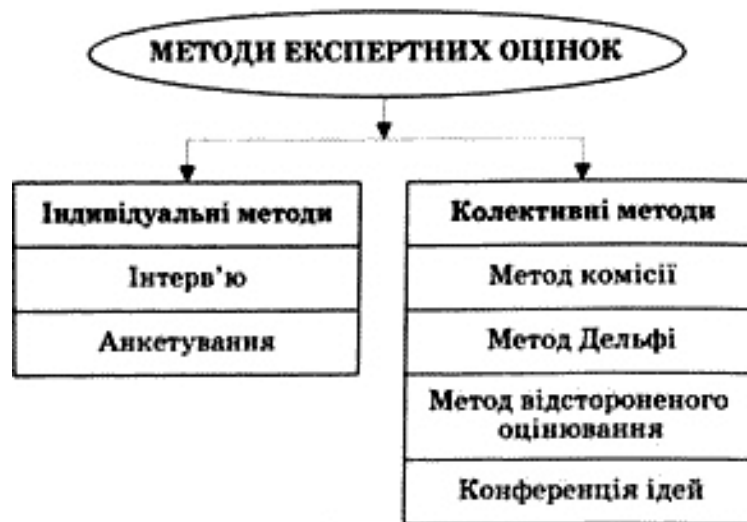 МЕТОДИ ЕКСПЕРТНИХ ОЦІНОК
Індивідуальні методи
Інтерв’ю
Анкетування
Колективні методи
Метод комісії
Метод Дельфі
Метод відстороненого
оцінювання
Конференція ідей